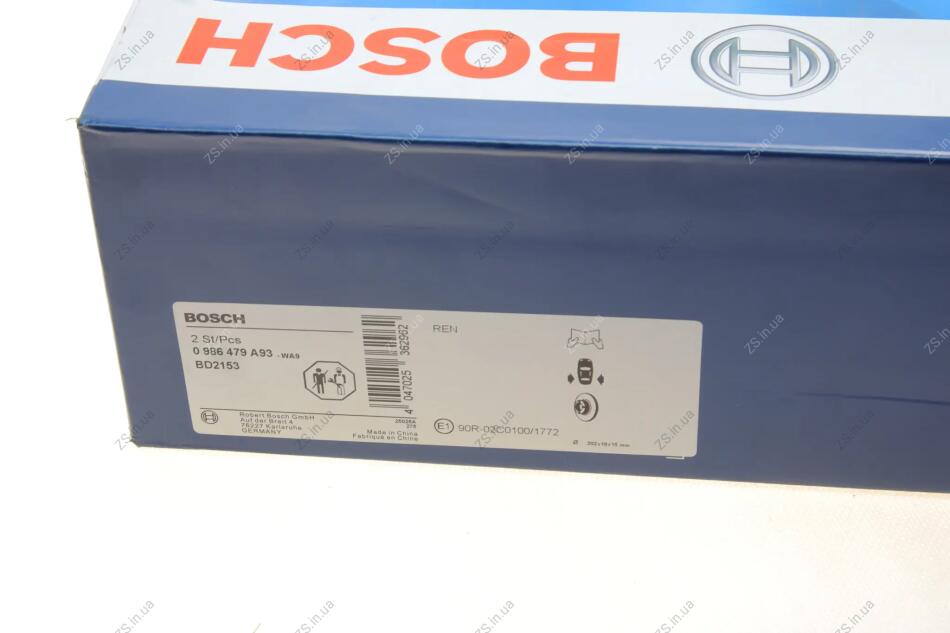 BOSCH
BOSCH
2 St/Pcs
0 986 479 A93 . WA9
BD2153
Robert Bosch GmbH
Auf der Breit 4
76227 Karlsruhe
GERMANY
4 047025 362962
Made in China
Fabriqué en China
REN
E1 90R-02C0100/1772
ZS.in.ua